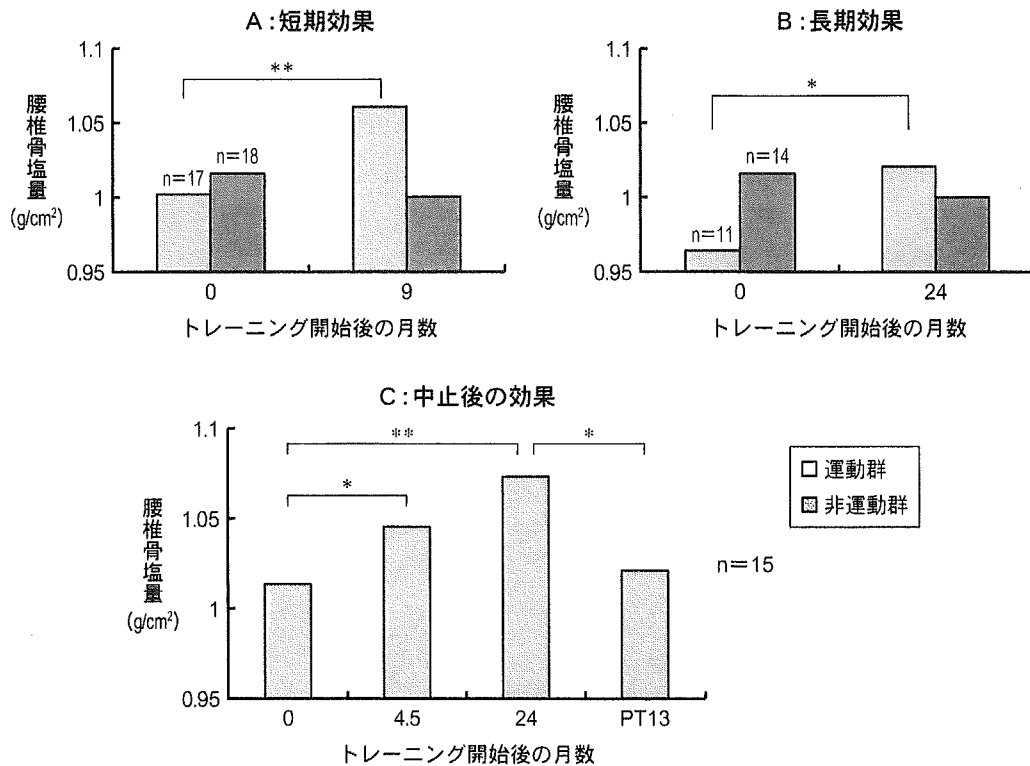 A:短期効果
1.1
1.05
1
0.95
腰椎骨塩量
(g/cm²)
**
n=17
n=18
0
9
トレーニング開始後の月数
B:長期効果
1.1
1.05
1
0.95
腰椎骨塩量
(g/cm²)
*
n=11
n=14
0
24
トレーニング開始後の月数
C:中止後の効果
1.1
1.05
1
0.95
腰椎骨塩量
(g/cm²)
**
*
*
0
4.5
24
PT13
トレーニング開始後の月数
運動群
非運動群
n=15